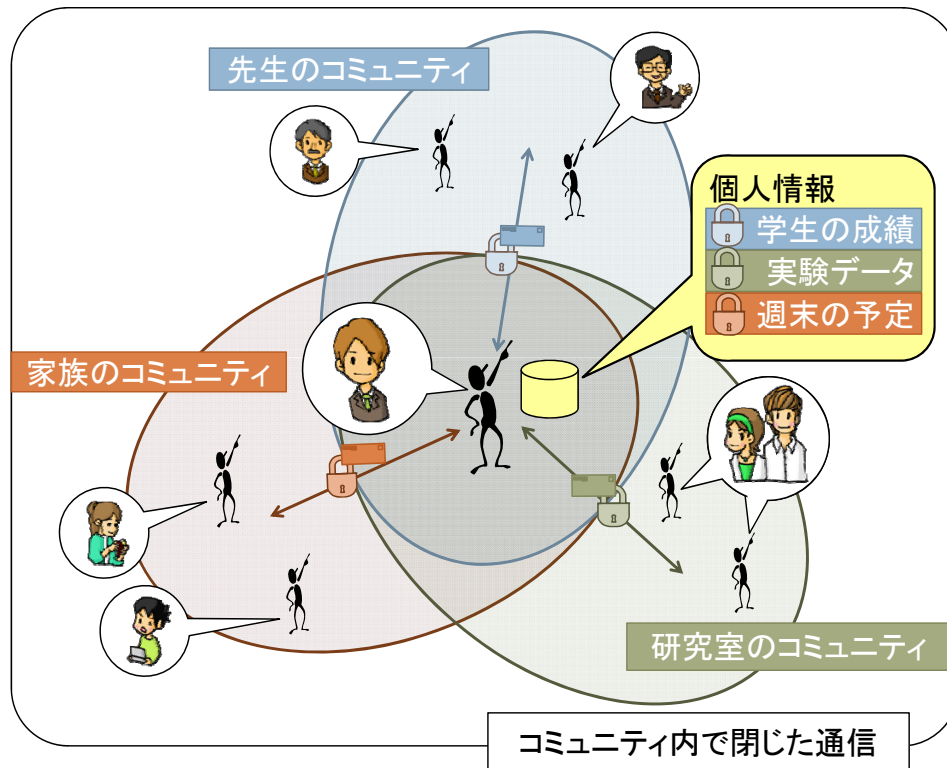 先生のコミュニティ
個人情報
学生の成績
実験データ
週末の予定
家族のコミュニティ
研究室のコミュニティ
コミュニティ内で閉じた通信